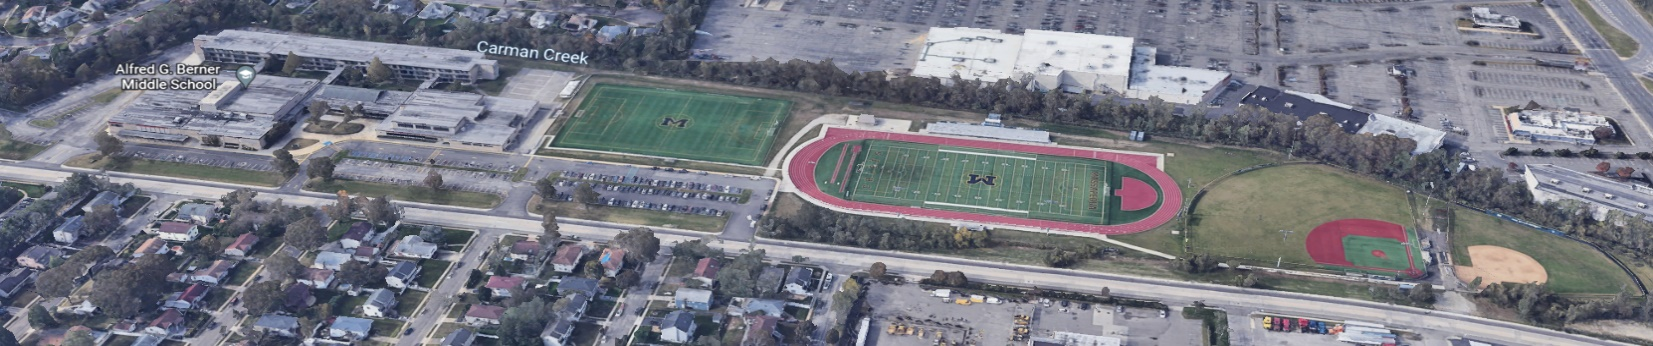 Carman Creek
Alfred G. Berner
Middle School
M
M